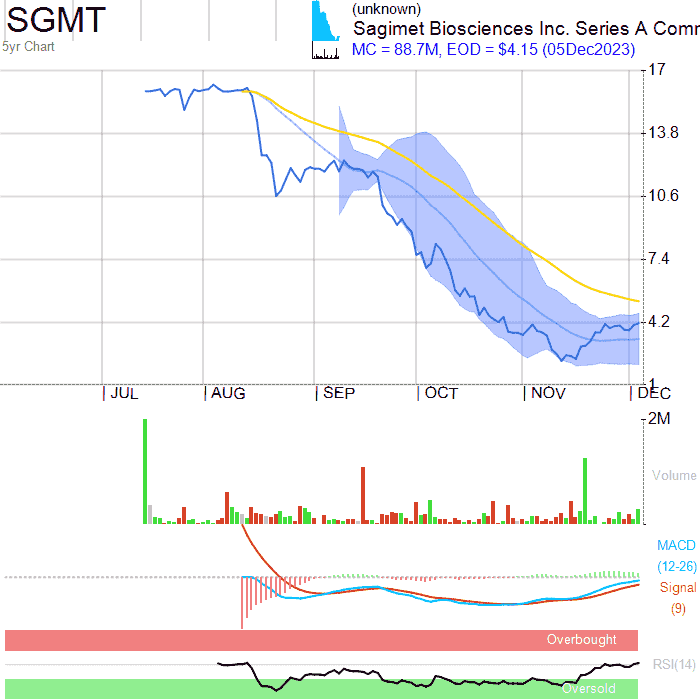 SGMT
5yr Chart
(unknown)
Sagimet Biosciences Inc. Series A Comm
MC = 88.7M, EOD = $4.15 (05Dec2023)
17
13.8
10.6
7.4
4.2
1
JUL AUG SEP OCT NOV DEC
2M
Volume
MACD
(12-26)
Signal
(9)
Overbought
RSI(14)
Oversold